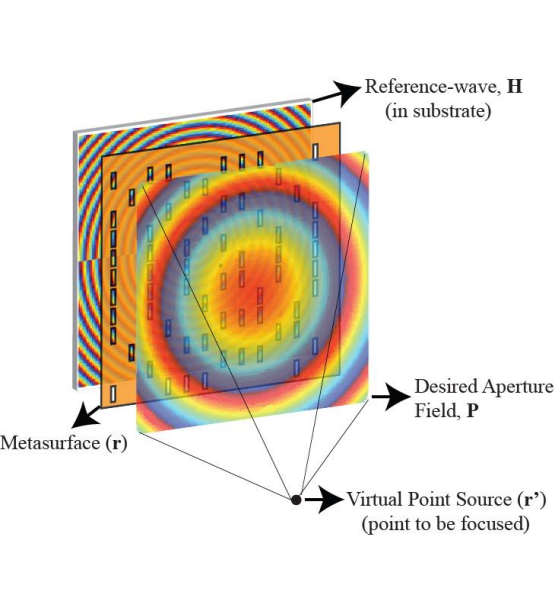 Reference-wave, H
(in substrate)
Desired Aperture
Field, P
Metasurface (r)
Virtual Point Source (r’)
(point to be focused)